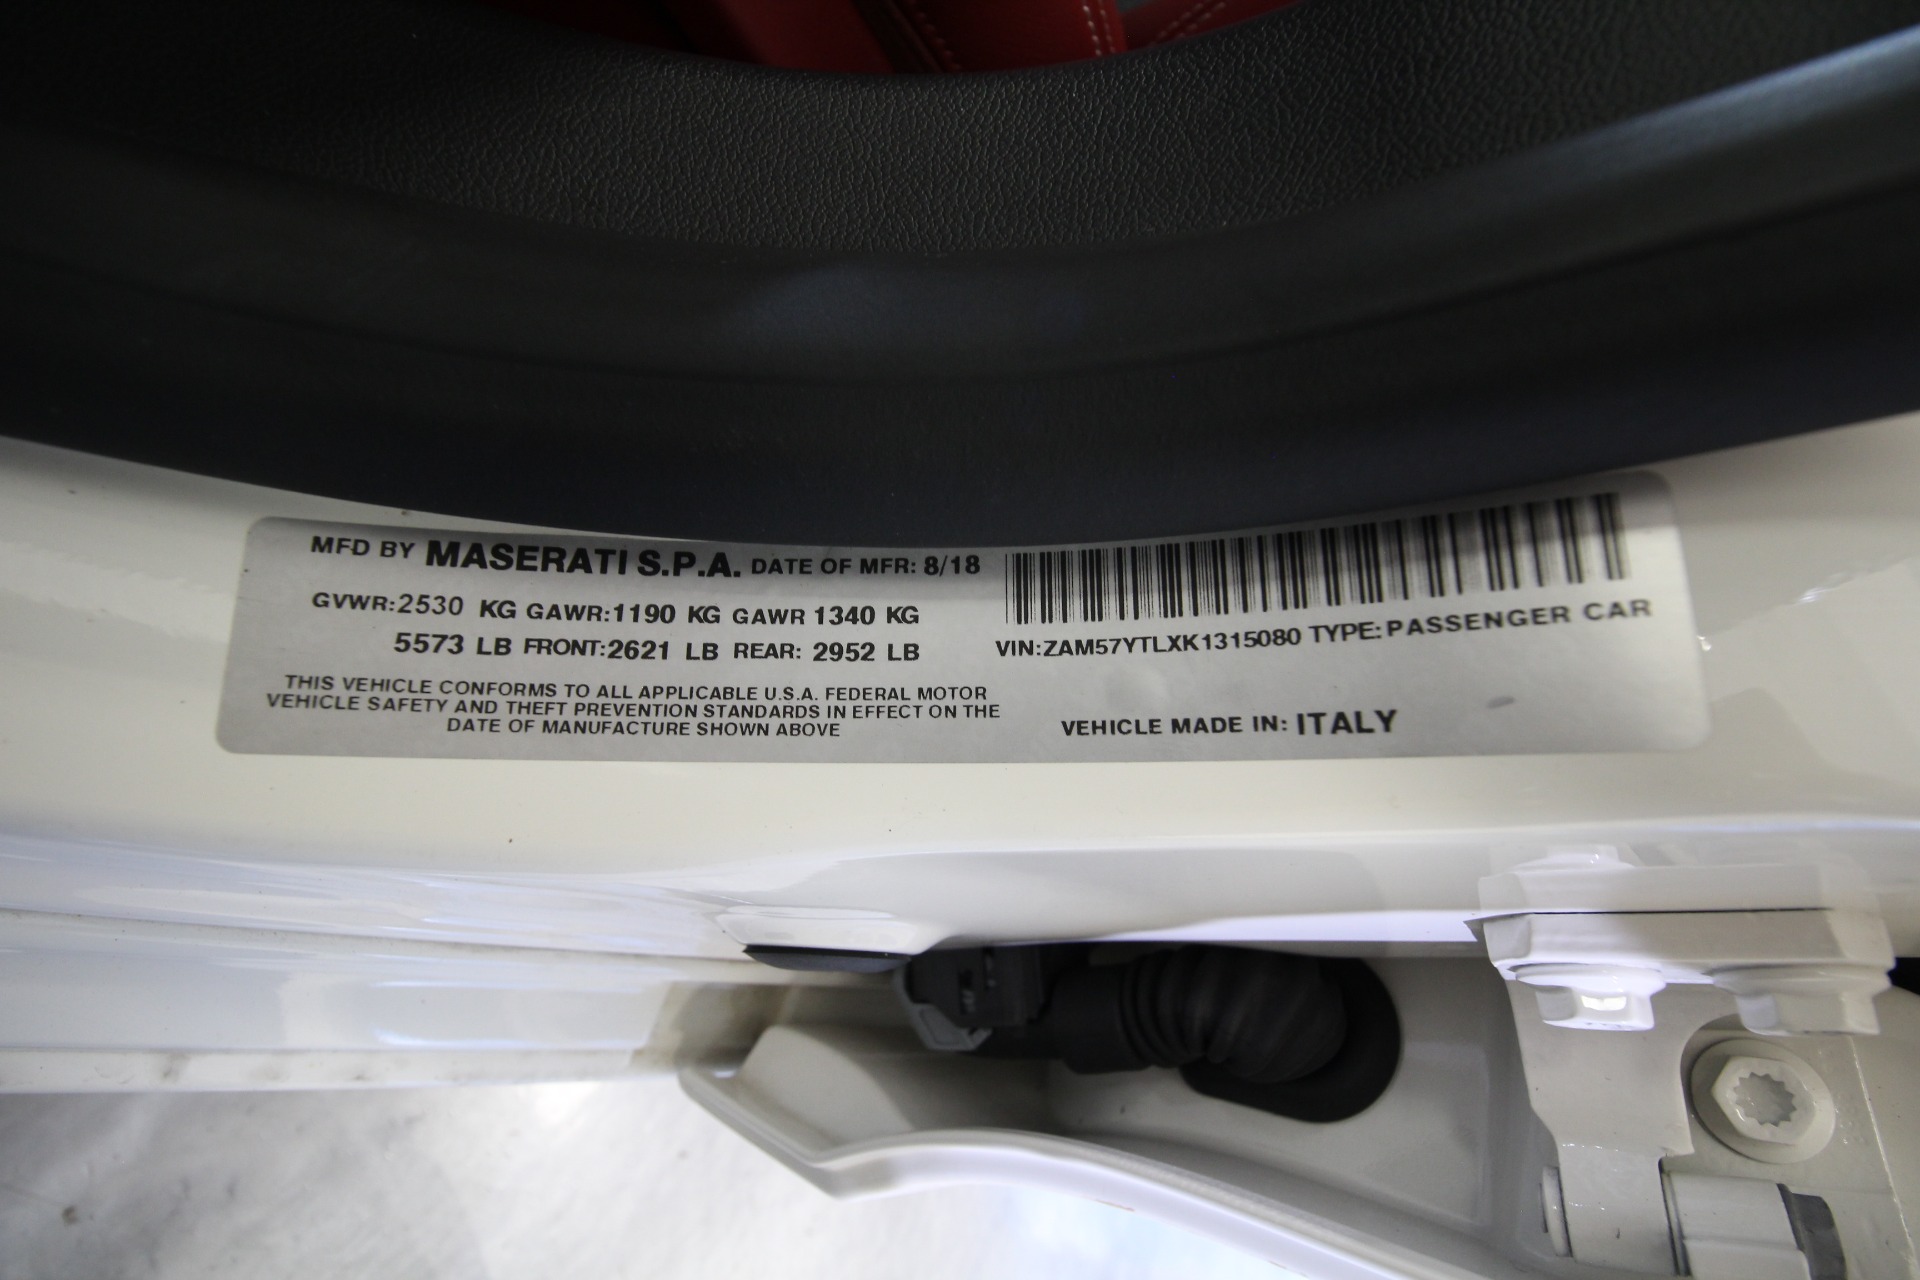 MFD BY MASERATI S.P.A. DATE OF MFR: 8/18
GVWR:2530 KG GAWR:1190 KG GAWR 1340 KG
5573 LB FRONT:2621 LB REAR: 2952 LB
THIS VEHICLE CONFORMS TO ALL APPLICABLE U.S.A. FEDERAL MOTOR
VEHICLE SAFETY AND THEFT PREVENTION STANDARDS IN EFFECT ON THE
DATE OF MANUFACTURE SHOWN ABOVE
VIN:ZAM57YTLXK1315080 TYPE:PASSENGER CAR
VEHICLE MADE IN: ITALY